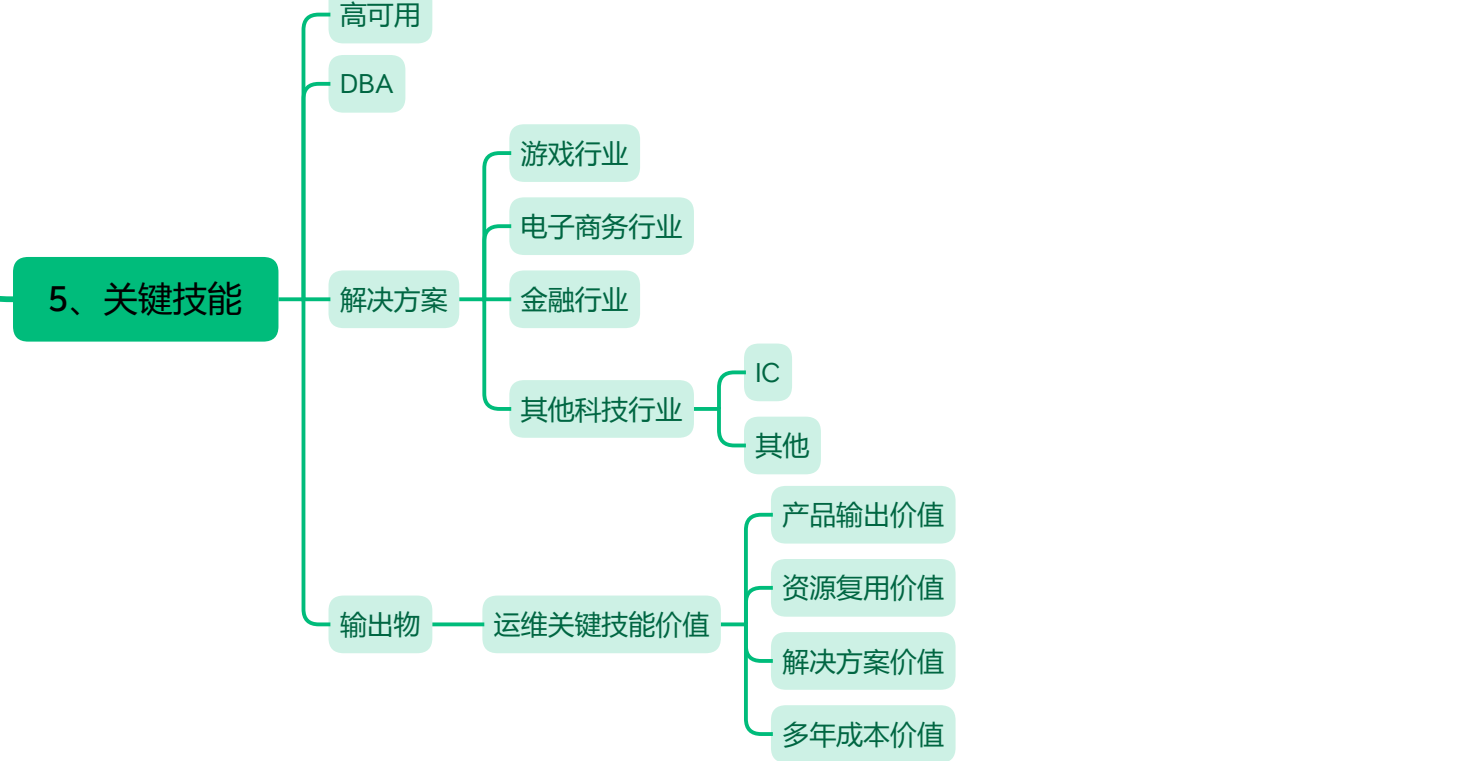 高可用
DBA
游戏行业
电子商务行业
5、关键技能
解决方案
金融行业
IC
其他科技行业
其他
产品输出价值
资源复用价值
输出物
运维关键技能价值
解决方案价值
多年成本价值